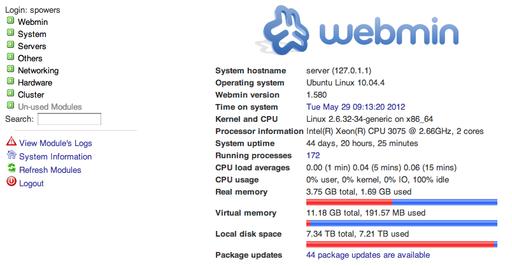 Login: spowers
Webmin
System
Servers
Others
Networking
Hardware
Cluster
Un-used Modules
Search:
View Module's Logs
System Information
Refresh Modules
Logout
webmin
System hostname server (127.0.1.1)
Operating system Ubuntu Linux 10.04.4
Webmin version 1.580
Time on system Tue May 29 09:13:20 2012
Kernel and CPU Linux 2.6.32-34-generic on x86_64
Processor information Intel(R) Xeon(R) CPU 3075 @ 2.66GHz, 2 cores
System uptime 44 days, 20 hours, 25 minutes
Running processes 172
CPU load averages 0.00 (1 min) 0.04 (5 mins) 0.06 (15 mins)
CPU usage 0% user, 0% kernel, 0% IO, 100% idle
Real memory 3.75 GB total, 1.69 GB used
Virtual memory 11.18 GB total, 191.57 MB used
Local disk space 7.34 TB total, 7.21 TB used
Package updates 44 package updates are available